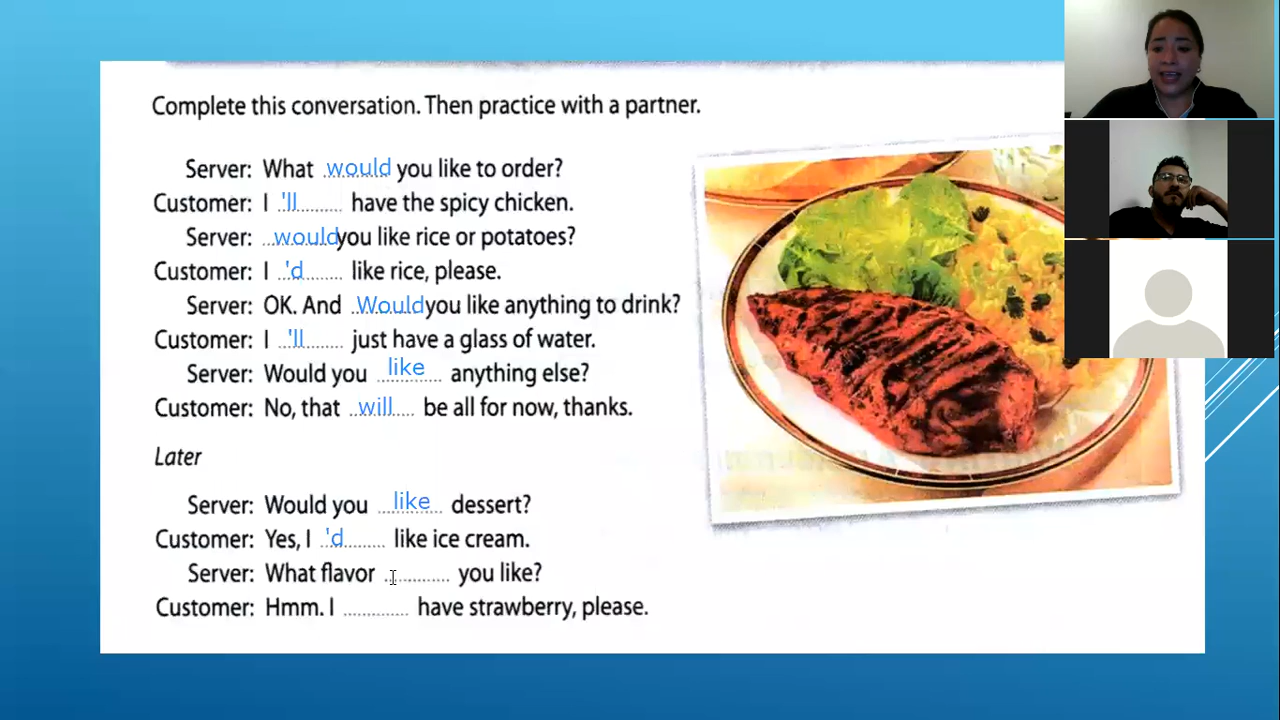 Complete this conversation. Then practice with a partner.
Server: What ...would... you like to order?
Customer: I ...'ll.......... have the spicy chicken.
Server: ...would...you like rice or potatoes?
Customer: I ...'d........ like rice, please.
Server: OK. And ...Would...you like anything to drink?
Customer: I ...'ll........ just have a glass of water.
Server: Would you ...like... anything else?
Customer: No, that ...will..... be all for now, thanks.
Later
Server: Would you ...like... dessert?
Customer: Yes, I ...'d.......... like ice cream.
Server: What flavor .............. you like?
Customer: Hmm. I .............. have strawberry, please.